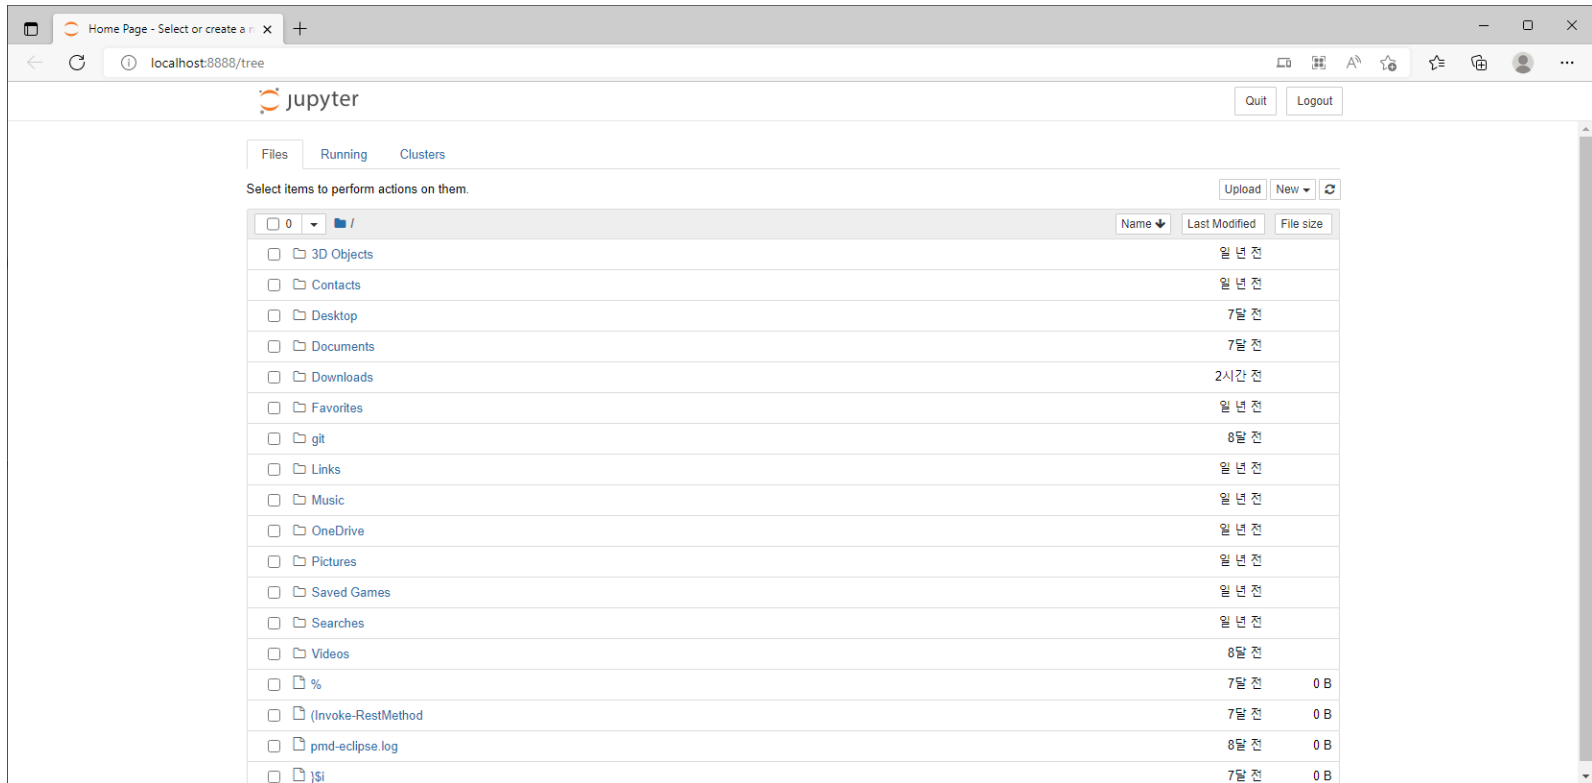 Home Page - Select or create a n
localhost:8888/tree
jupyter
Quit Logout
Files Running Clusters
Select items to perform actions on them.
Upload New
0 / Name Last Modified File size
3D Objects 일 년 전
Contacts 일 년 전
Desktop 7달 전
Documents 7달 전
Downloads 2시간 전
Favorites 일 년 전
git 8달 전
Links 일 년 전
Music 일 년 전
OneDrive 일 년 전
Pictures 일 년 전
Saved Games 일 년 전
Searches 일 년 전
Videos 8달 전
% 7달 전 0 B
(Invoke-RestMethod 7달 전 0 B
pmd-eclipse.log 8달 전 0 B
}$i 7달 전 0 B